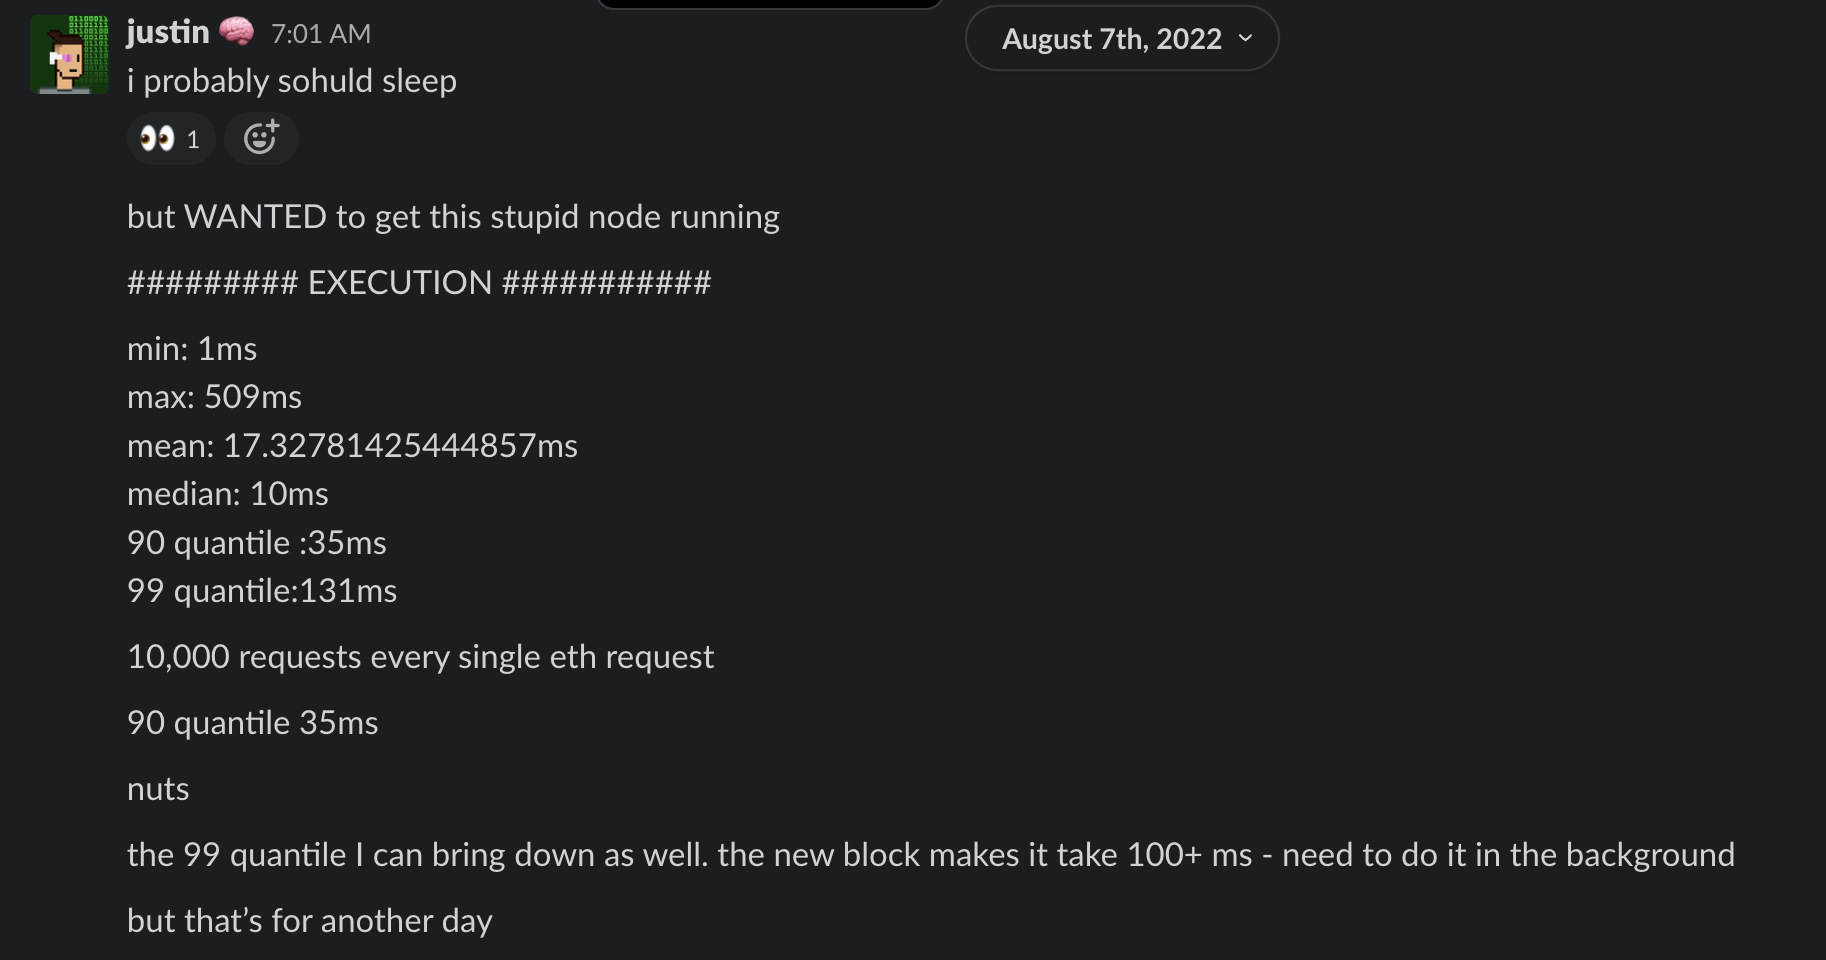 justin 🧠 7:01 AM
August 7th, 2022
i probably sohuld sleep
👀 1
but WANTED to get this stupid node running
######### EXECUTION ###########
min: 1ms
max: 509ms
mean: 17.32781425444857ms
median: 10ms
90 quantile :35ms
99 quantile:131ms
10,000 requests every single eth request
90 quantile 35ms
nuts
the 99 quantile I can bring down as well. the new block makes it take 100+ ms - need to do it in the background
but that’s for another day